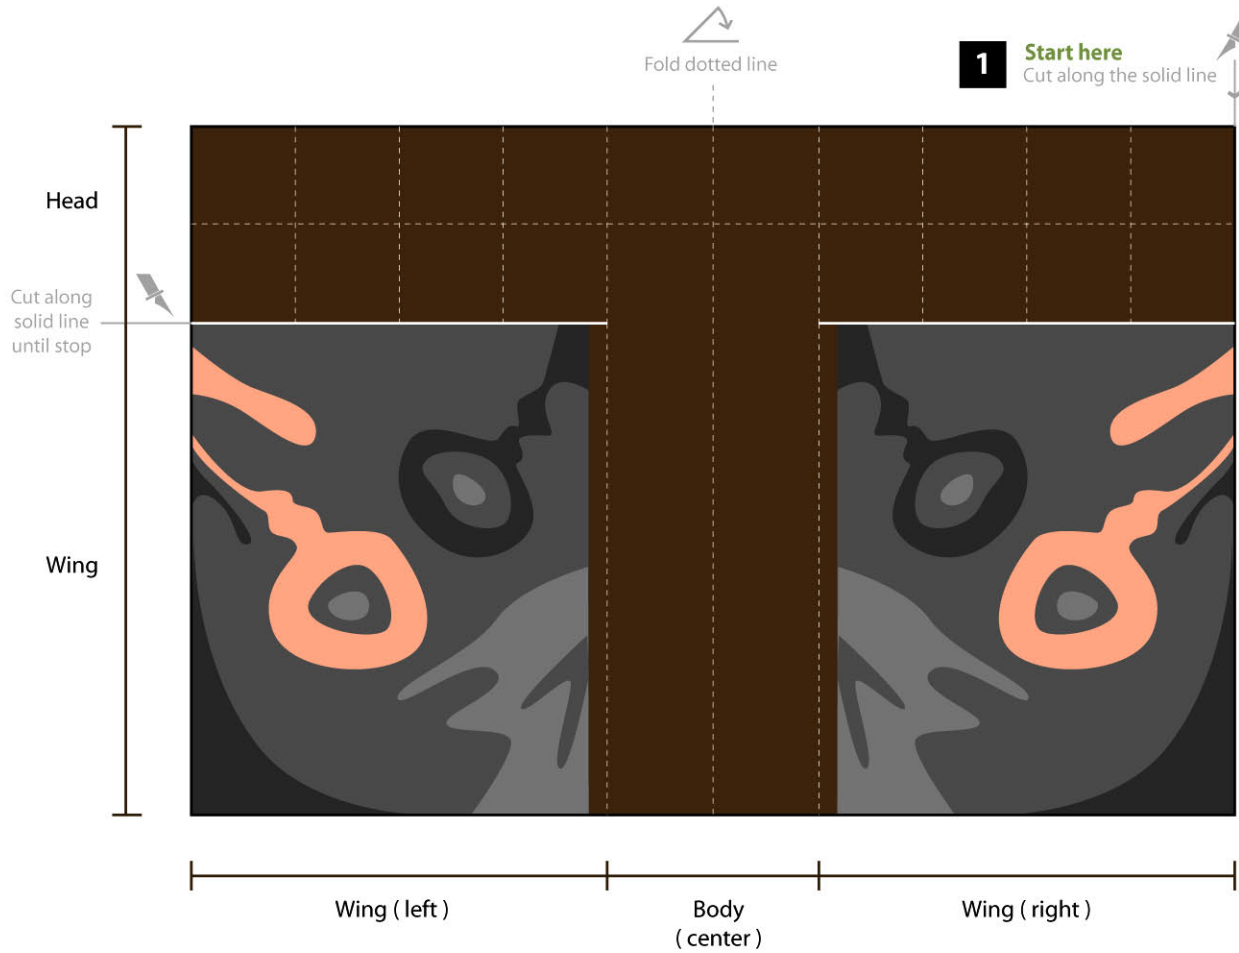 Fold dotted line
1
Start here
Cut along the solid line
Head
Cut along
solid line
until stop
Wing
Wing ( left )
Body
( center )
Wing ( right )